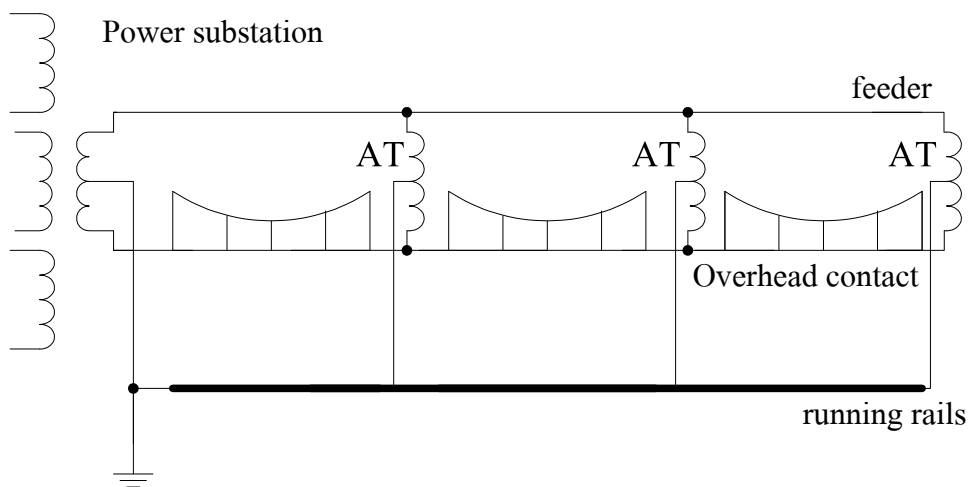 Power substation
feeder
AT
AT
AT
Overhead contact
running rails